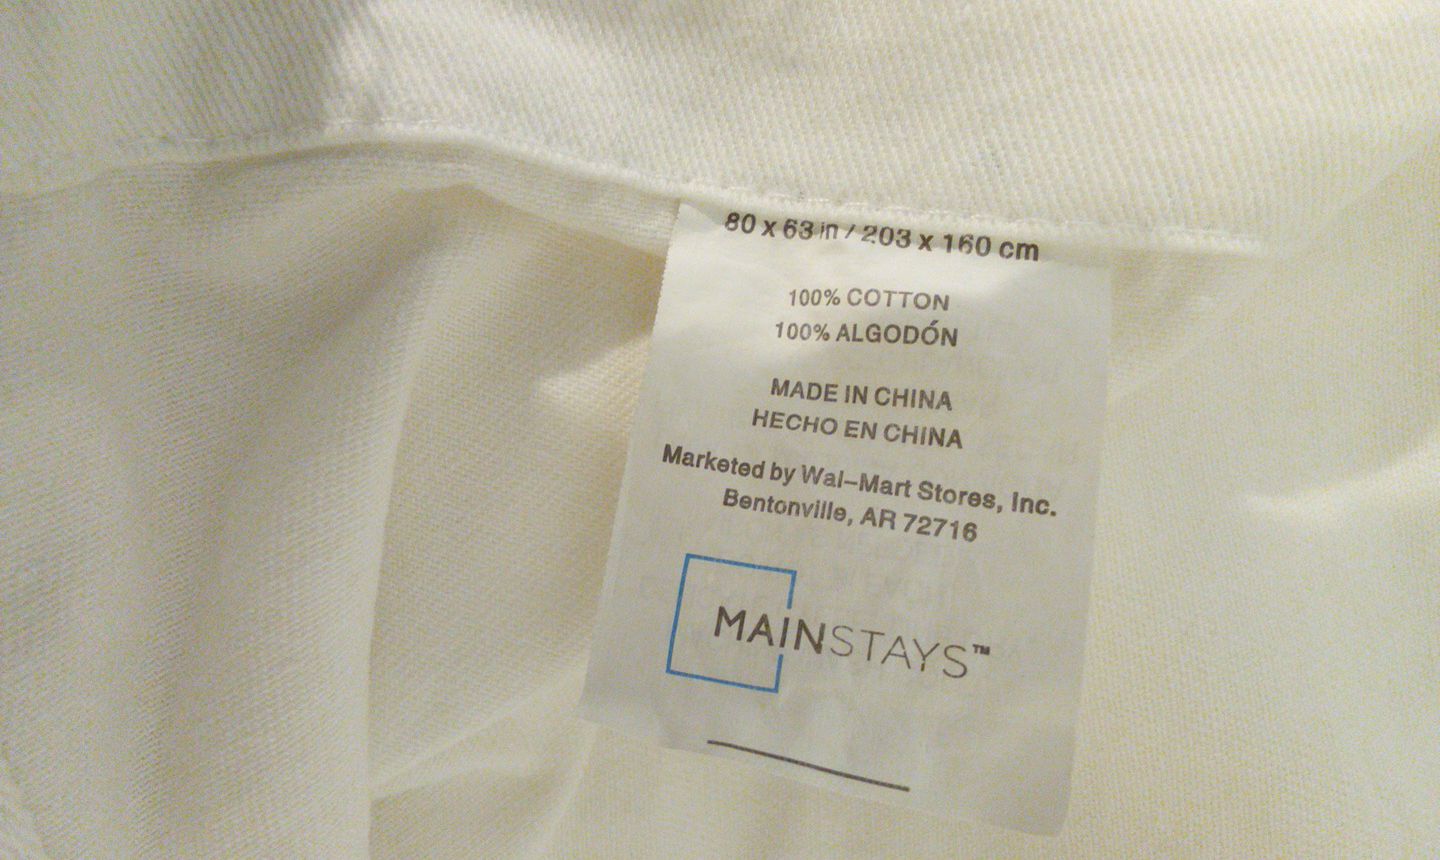 80 x 63 in / 203 x 160 cm
100% COTTON
100% ALGODÓN
MADE IN CHINA
HECHO EN CHINA
Marketed by Wal-Mart Stores, Inc.
Bentonville, AR 72716
MAINSTAYS™